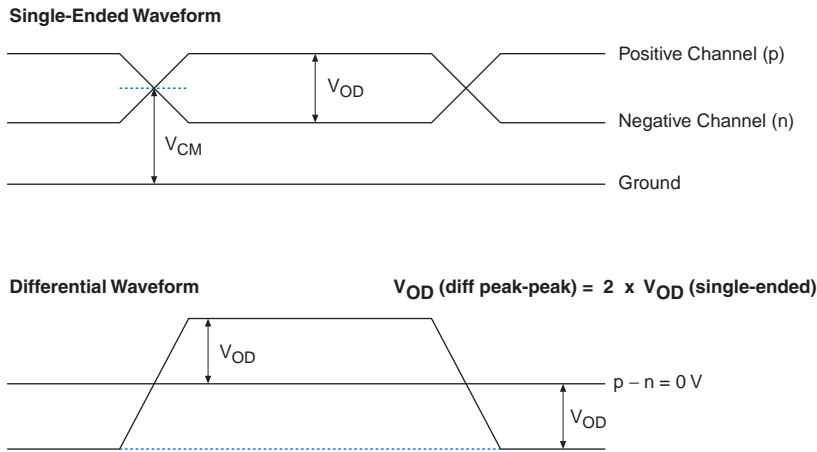 Single-Ended Waveform
Positive Channel (p)
VOD
Negative Channel (n)
VCM
Ground
Differential Waveform
VOD (diff peak-peak) = 2 x VOD (single-ended)
VOD
p − n = 0 V
VOD